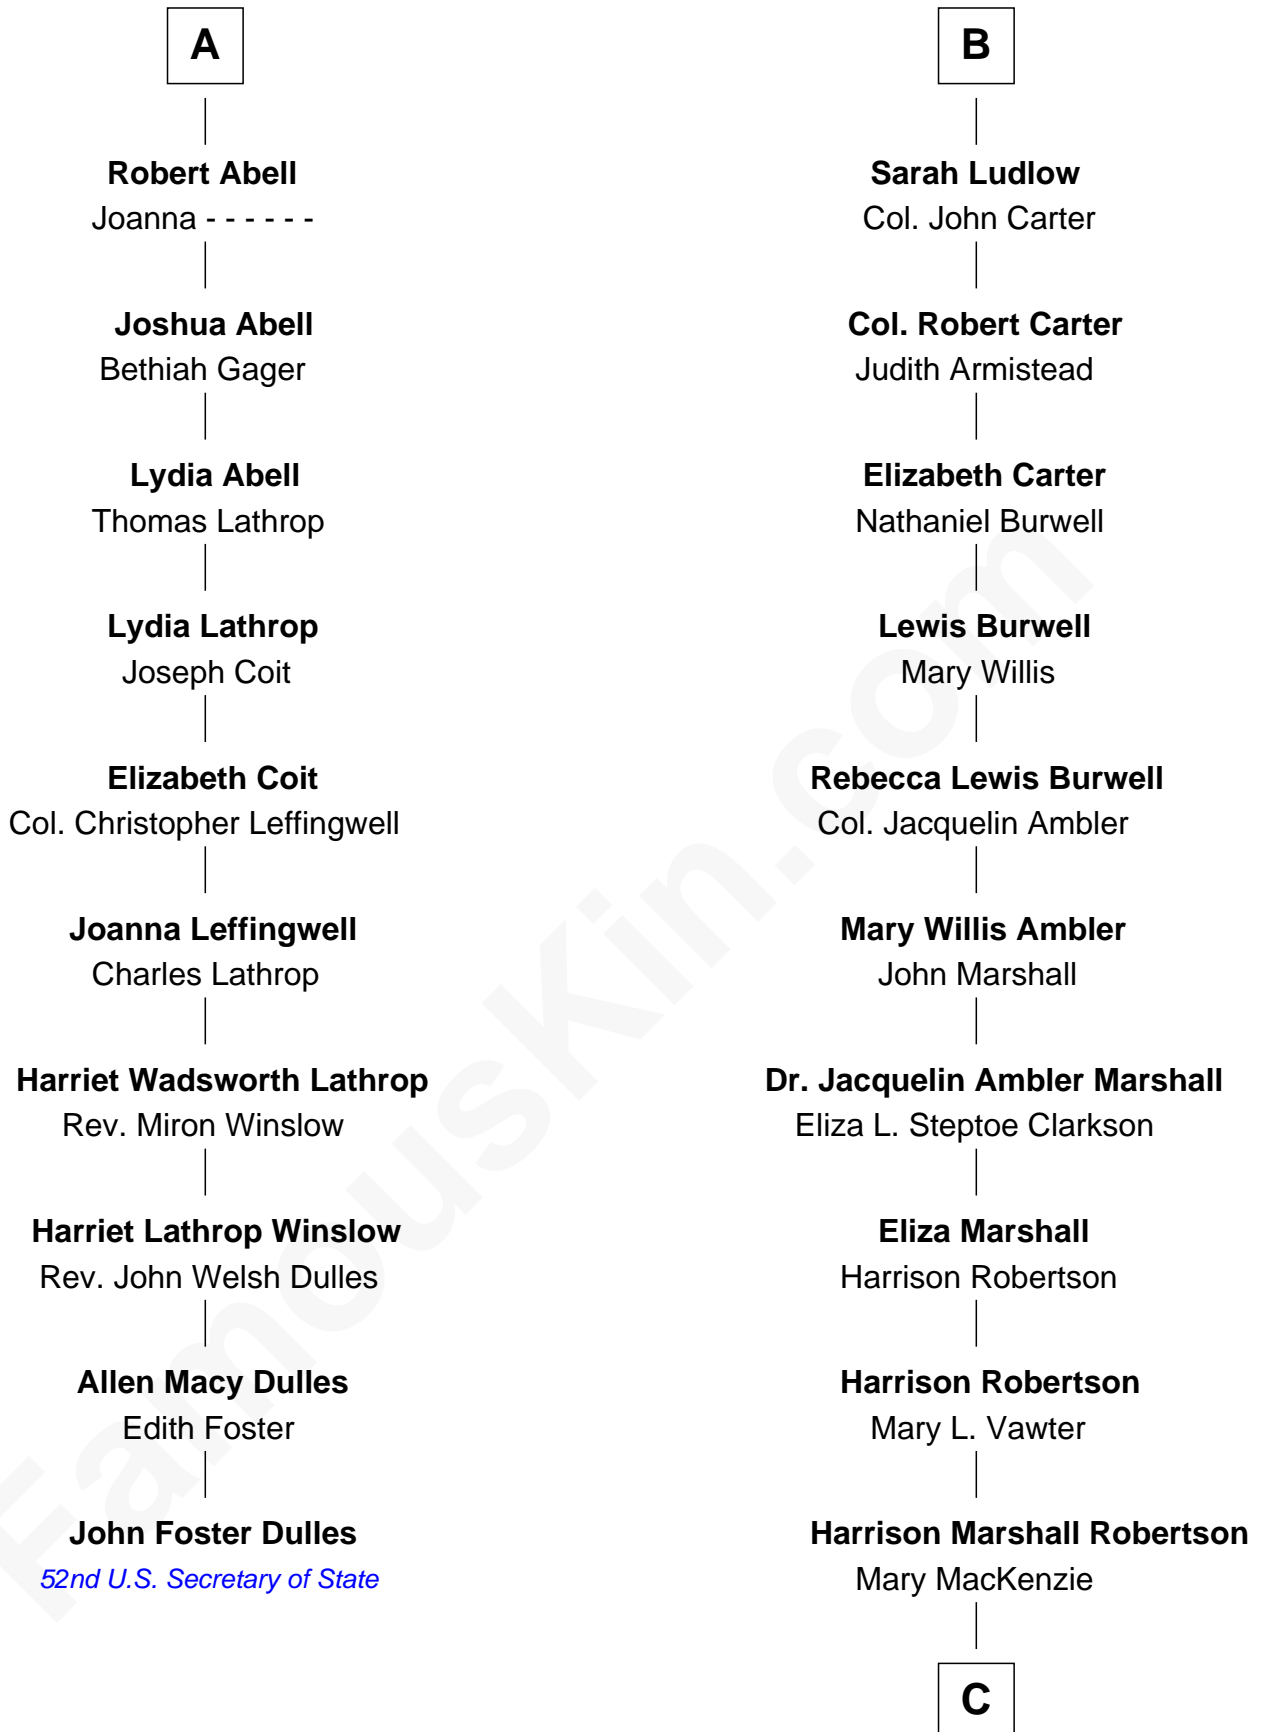 A
Robert Abell
Joanna - - - - - -
Joshua Abell
Bethiah Gager
Lydia Abell
Thomas Lathrop
Lydia Lathrop
Joseph Coit
Elizabeth Coit
Col. Christopher Leffingwell
Joanna Leffingwell
Charles Lathrop
Harriet Wadsworth Lathrop
Rev. Miron Winslow
Harriet Lathrop Winslow
Rev. John Welsh Dulles
Allen Macy Dulles
Edith Foster
John Foster Dulles
52nd U.S. Secretary of State
B
Sarah Ludlow
Col. John Carter
Col. Robert Carter
Judith Armistead
Elizabeth Carter
Nathaniel Burwell
Lewis Burwell
Mary Willis
Rebecca Lewis Burwell
Col. Jacquelin Ambler
Mary Willis Ambler
John Marshall
Dr. Jacquelin Ambler Marshall
Eliza L. Steptoe Clarkson
Eliza Marshall
Harrison Robertson
Harrison Robertson
Mary L. Vawter
Harrison Marshall Robertson
Mary MacKenzie
C
FamousKin.com